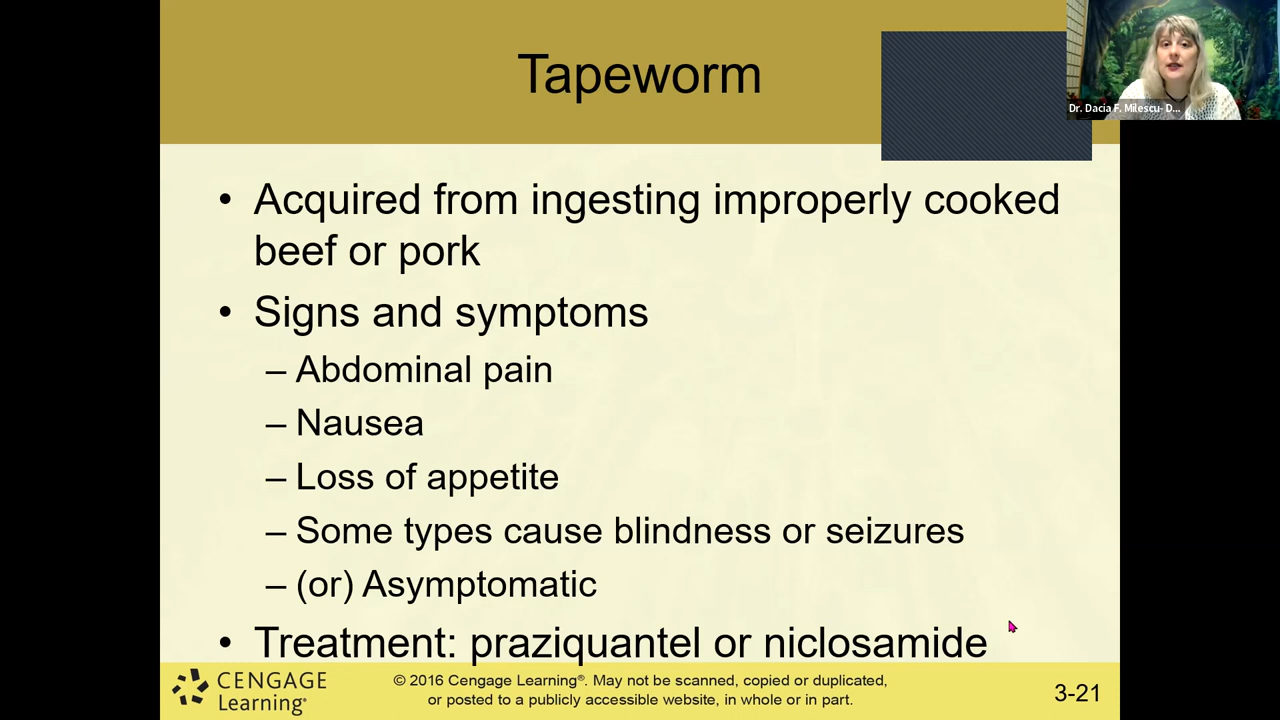 Tapeworm
Dr. Dacia F. Milescu- D...
• Acquired from ingesting improperly cooked
beef or pork
• Signs and symptoms
– Abdominal pain
– Nausea
– Loss of appetite
– Some types cause blindness or seizures
– (or) Asymptomatic
• Treatment: praziquantel or niclosamide
CENGAGE
Learning®
© 2016 Cengage Learning®. May not be scanned, copied or duplicated,
or posted to a publicly accessible website, in whole or in part.
3-21